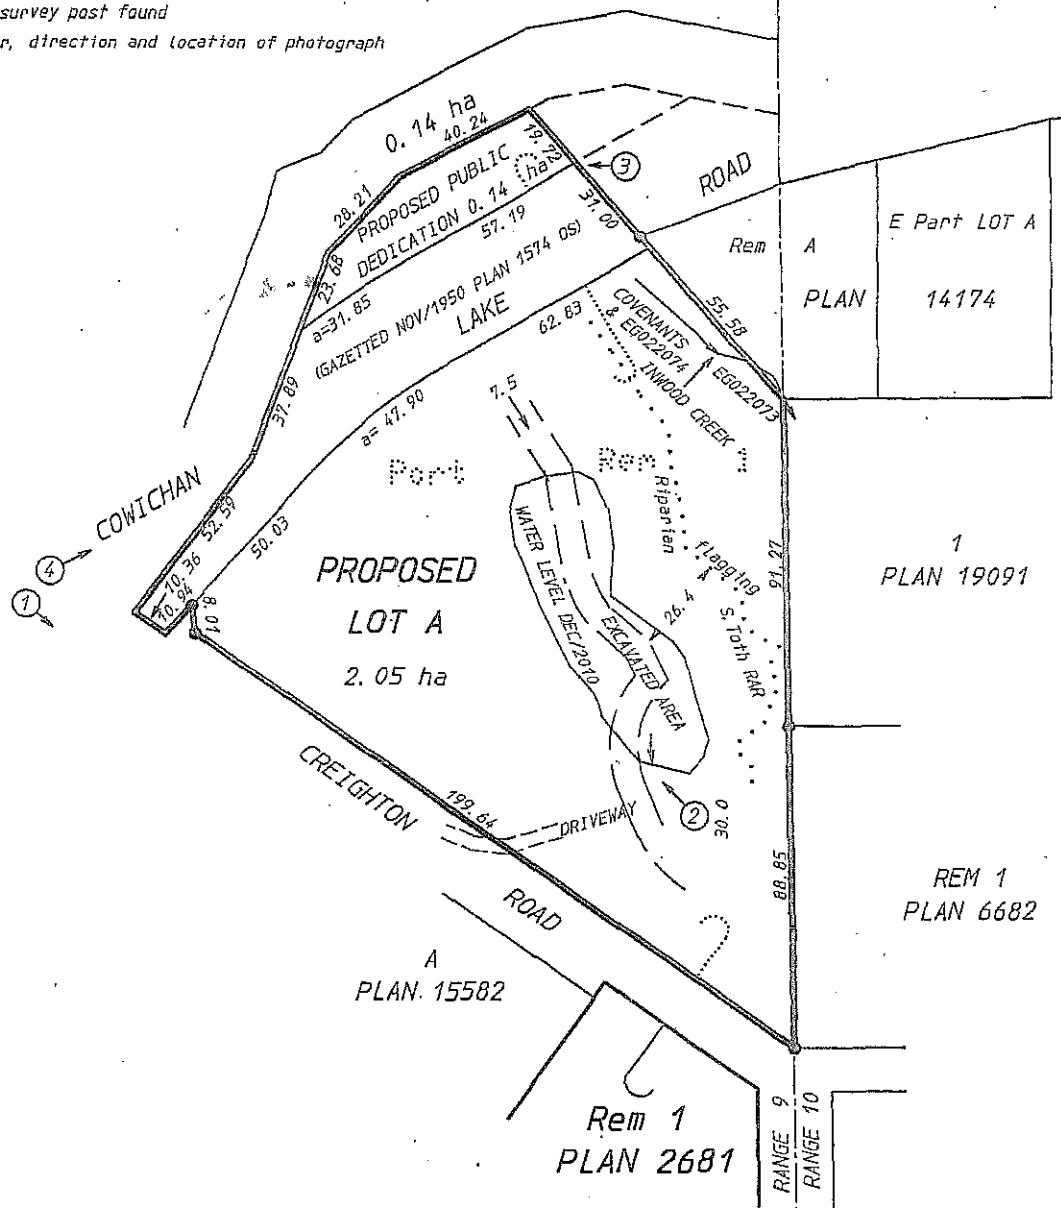 survey post found
r, direction and location of photograph
0.14 ha
40.24
19.72
28.21
PROPOSED PUBLIC
DEDICATION 0.14 ha
3
ROAD
31.00
57.19
23.68
a=31.85
(GAZETTED NOV/1950 PLAN 1574 OS)
LAKE
Rem A
PLAN
E Part LOT A
14174
55.58
62.83
COVENANTS
& EG022074
EG022073
INWOOD CREEK
37.89
a= 47.90
7.5
Part
Rem 1
Riparian
flagging
S. Toth RAR
COWICHAN
52.59
10.36
10.94
8.01
50.03
4
1
PROPOSED
LOT A
2.05 ha
WATER LEVEL DEC/2010
EXCAVATED AREA
26.4
91.27
1
PLAN 19091
CREIGHTON
199.64
DRIVEWAY
2
30.0
88.85
REM 1
PLAN 6682
ROAD
A
PLAN 15582
Rem 1
PLAN 2681
RANGE 9
RANGE 10